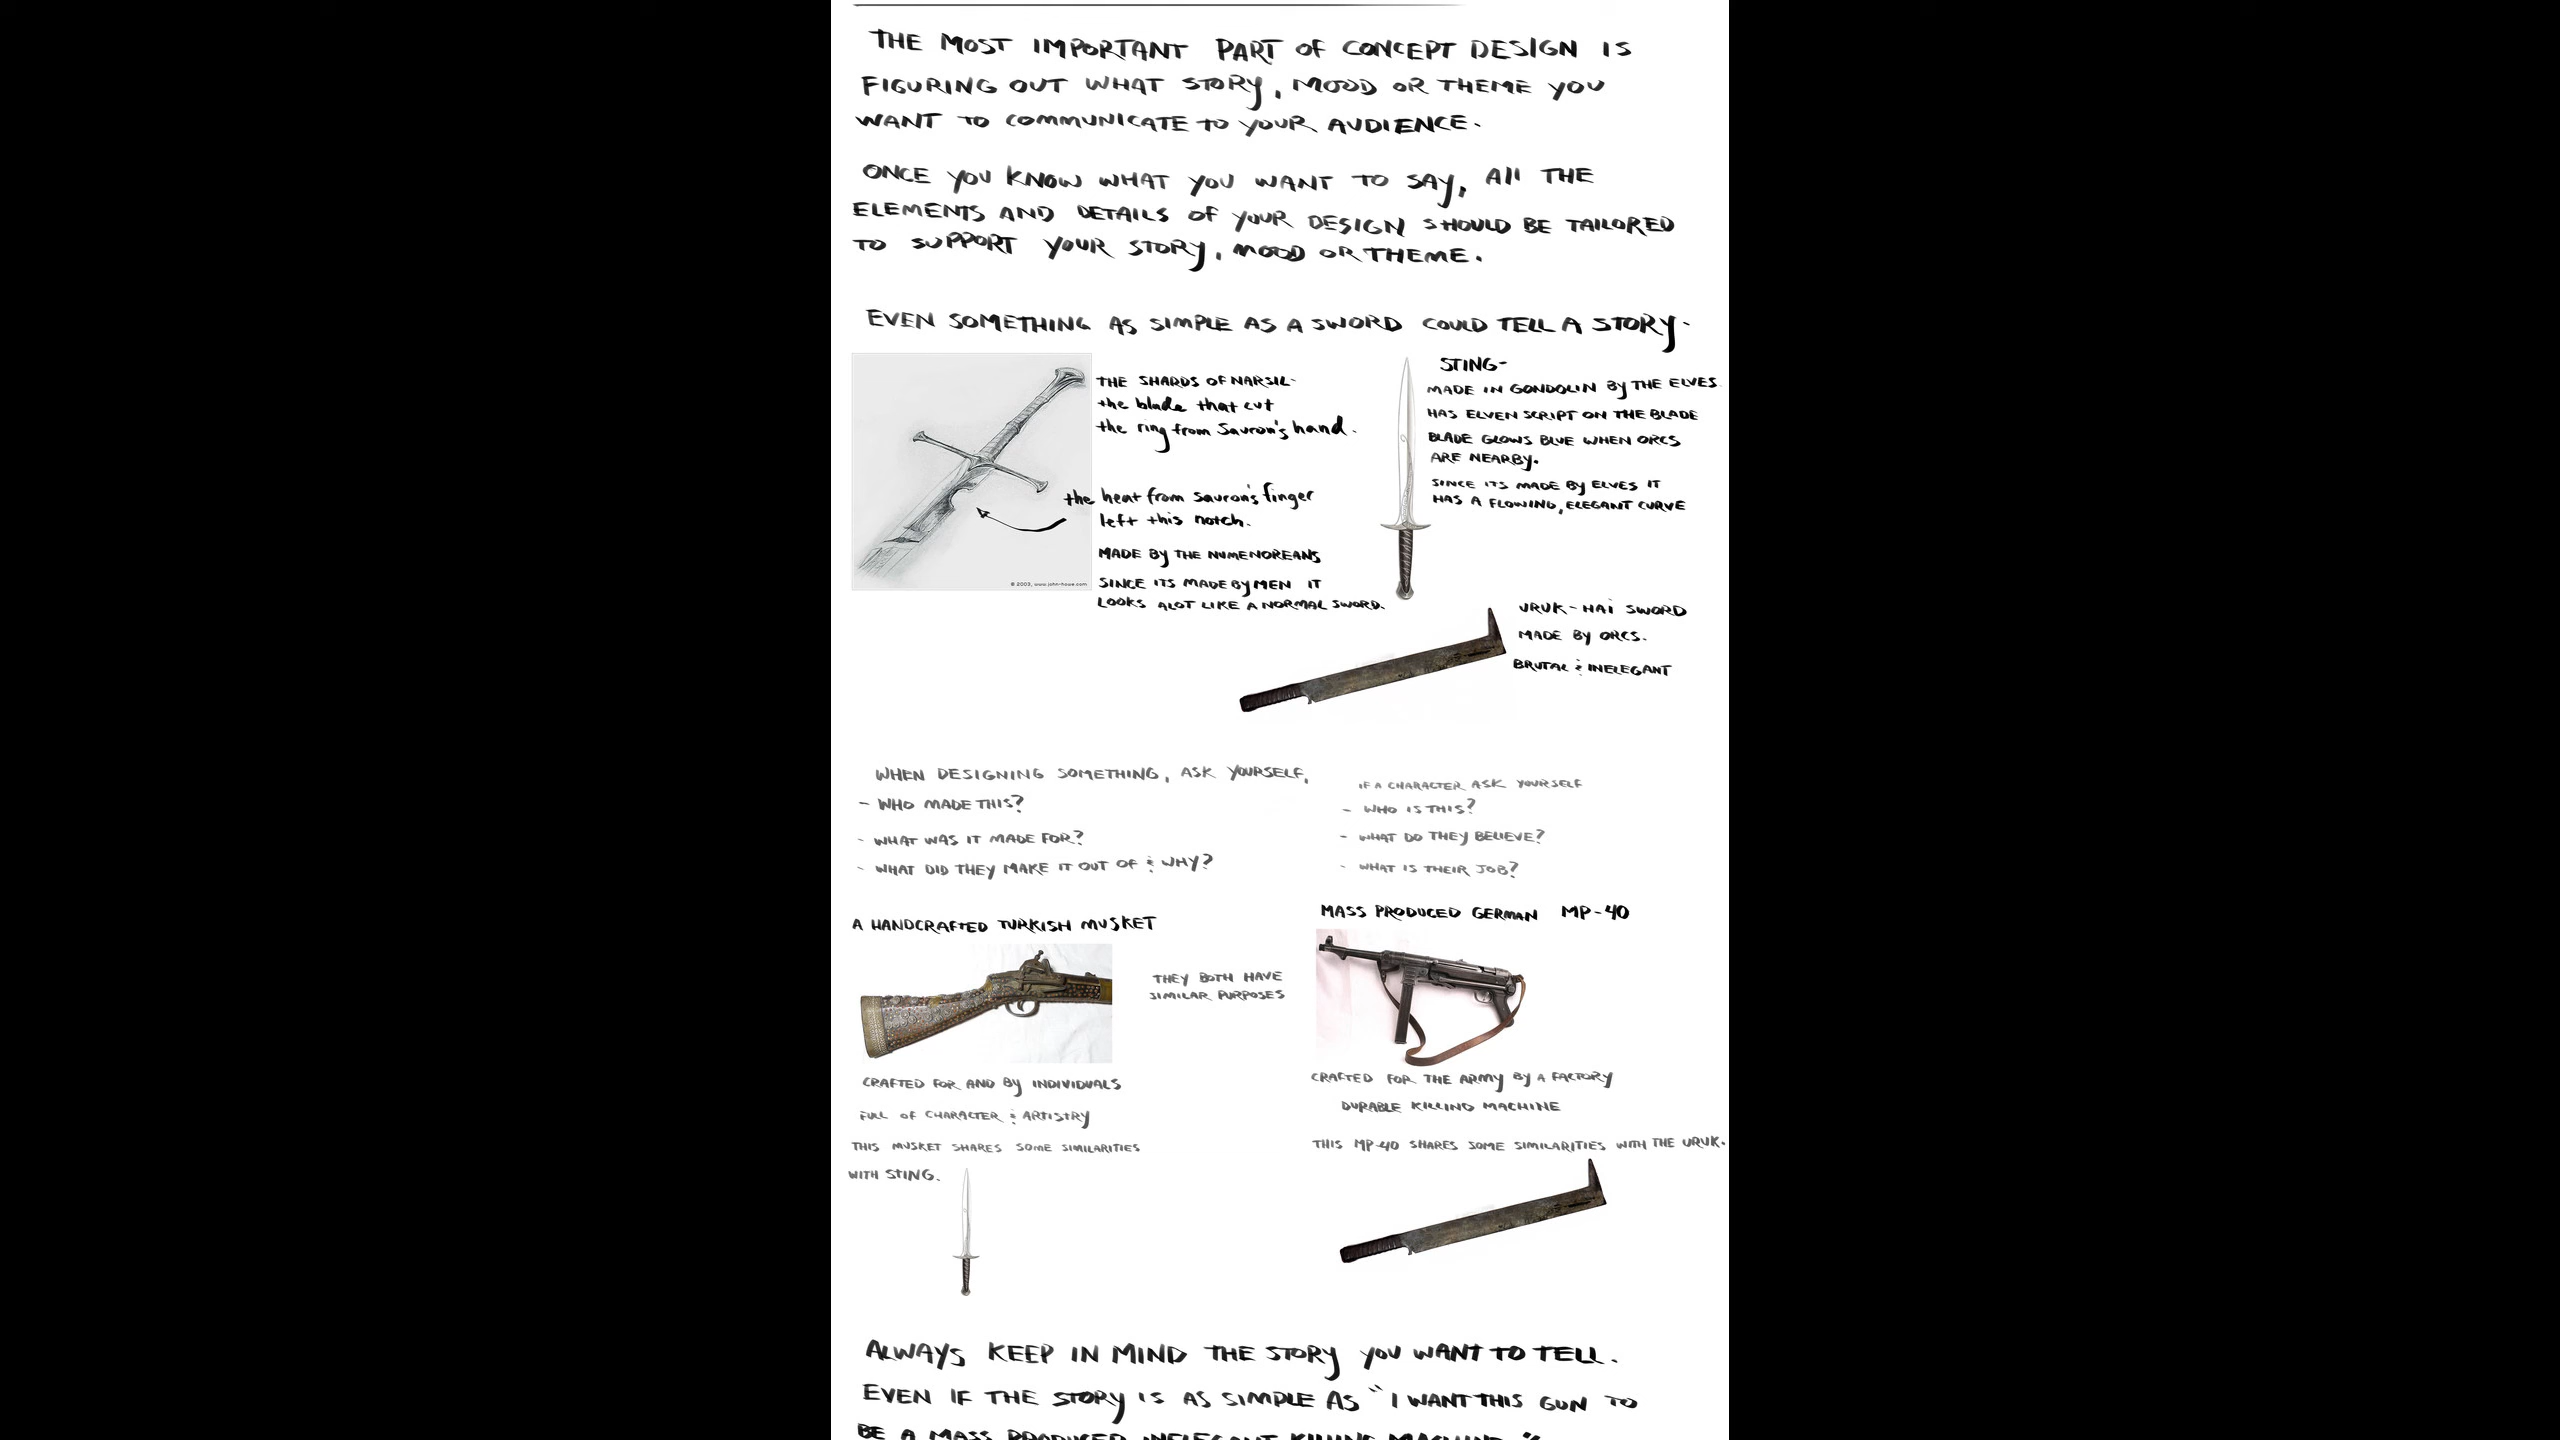 THE MOST IMPORTANT PART OF CONCEPT DESIGN IS
FIGURING OUT WHAT STORY, MOOD OR THEME YOU
WANT TO COMMUNICATE TO YOUR AUDIENCE.
ONCE YOU KNOW WHAT YOU WANT TO SAY, All THE
ELEMENTS AND DETAILS OF YOUR DESIGN SHOULD BE TAILORED
TO SUPPORT YOUR STORY, MOOD OR THEME.
EVEN SOMETHING AS SIMPLE AS A SWORD COULD TELL A STORY.
THE SHARDS OF NARSIL-
the blade that cut
the ring from Sauron's hand.
the heat from Sauron's finger
left this notch.
MADE BY THE NUMENOREANS
SINCE ITS MADE BY MEN IT
LOOKS ALOT LIKE A NORMAL SWORD.
© 2003, www.john-howe.com
STING-
MADE IN GONDOLIN BY THE ELVES
HAS ELVEN SCRIPT ON THE BLADE
BLADE GLOWS BLUE WHEN ORCS
ARE NEARBY.
SINCE ITS MADE BY ELVES IT
HAS A FLOWING, ELEGANT CURVE
URUK-HAI SWORD
MADE BY ORCS.
BRUTAL & INELEGANT
WHEN DESIGNING SOMETHING, ASK YOURSELF,
- WHO MADE THIS?
- WHAT WAS IT MADE FOR?
- WHAT DID THEY MAKE IT OUT OF & WHY?
IF A CHARACTER ASK YOURSELF
- WHO IS THIS?
- WHAT DO THEY BELIEVE?
- WHAT IS THEIR JOB?
A HANDCRAFTED TURKISH MUSKET
THEY BOTH HAVE
SIMILAR PURPOSES
MASS PRODUCED GERMAN MP-40
CRAFTED FOR AND BY INDIVIDUALS
FULL OF CHARACTER & ARTISTRY
THIS MUSKET SHARES SOME SIMILARITIES
WITH STING.
CRAFTED FOR THE ARMY BY A FACTORY
DURABLE KILLING MACHINE
THIS MP-40 SHARES SOME SIMILARITIES WITH THE URUK.
ALWAYS KEEP IN MIND THE STORY YOU WANT TO TELL.
EVEN IF THE STORY IS AS SIMPLE AS "I WANT THIS GUN TO
BE A MASS PRODUCED INELEGANT KILLING MACHINE."